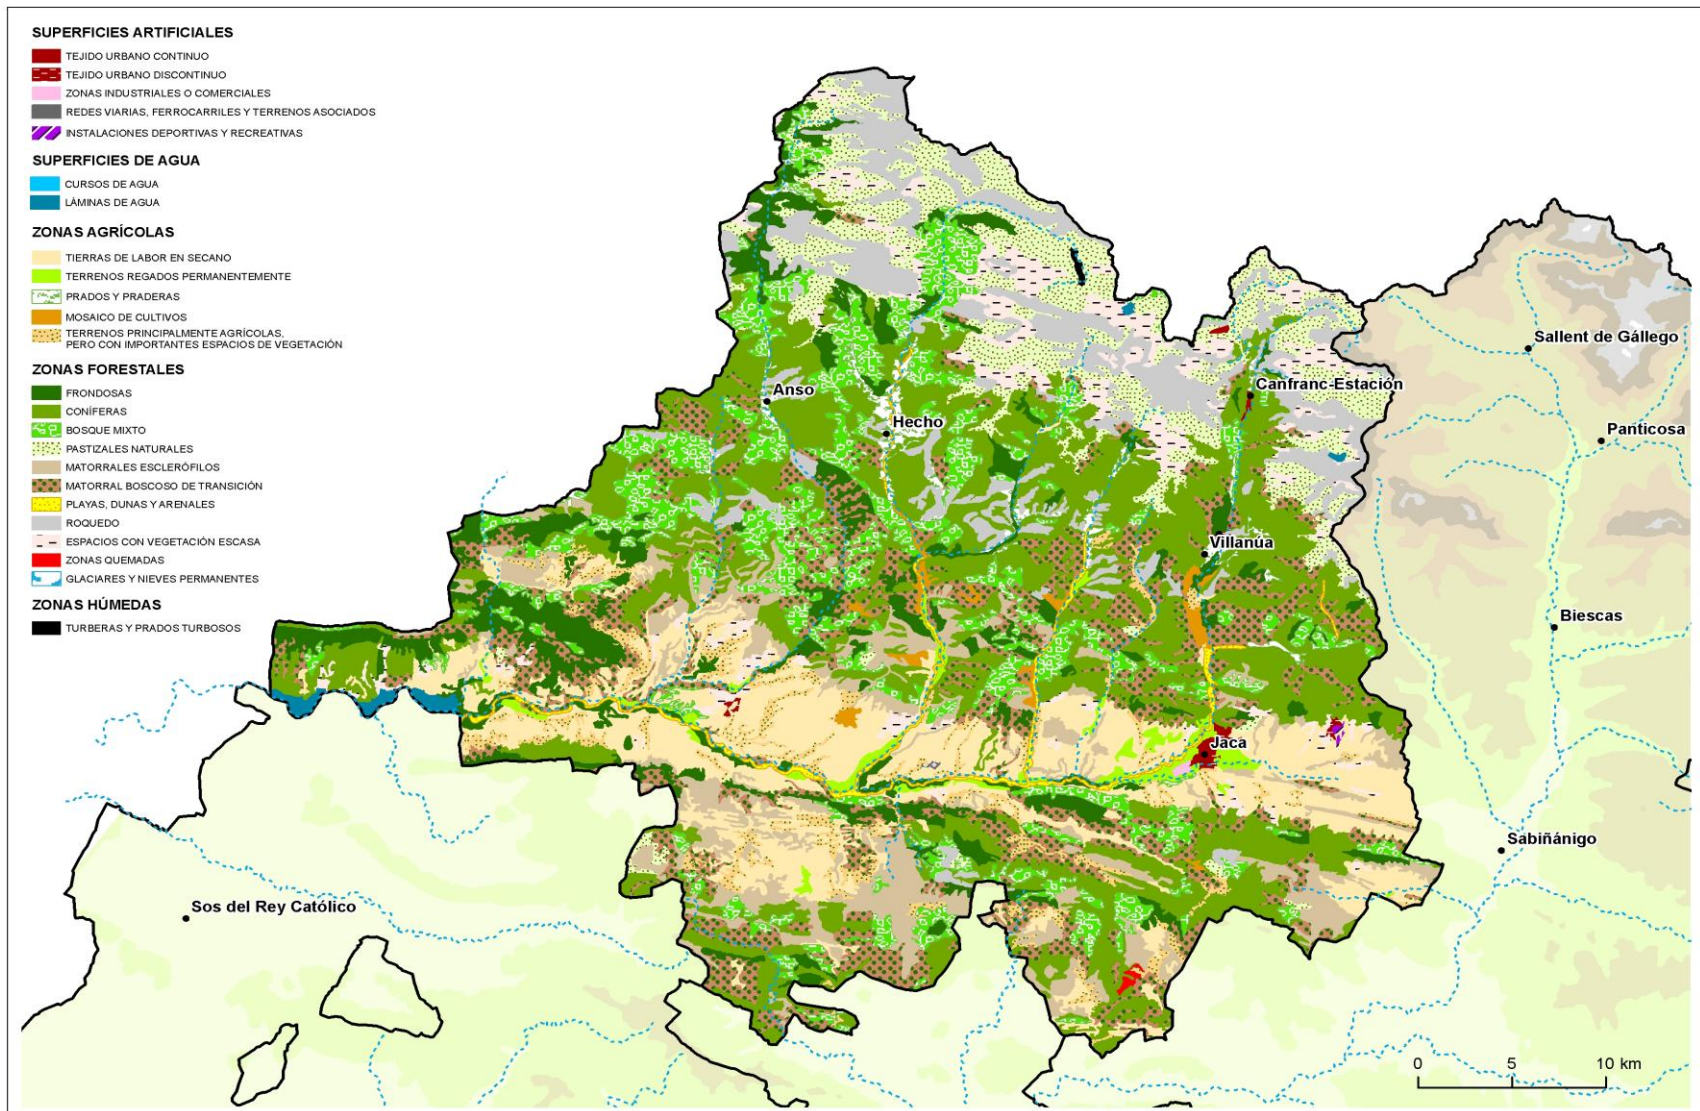 SUPERFICIES ARTIFICIALES
TEJIDO URBANO CONTINUO
TEJIDO URBANO DISCONTINUO
ZONAS INDUSTRIALES O COMERCIALES
REDES VIARIAS, FERROCARRILES Y TERRENOS ASOCIADOS
INSTALACIONES DEPORTIVAS Y RECREATIVAS
SUPERFICIES DE AGUA
CURSOS DE AGUA
LÁMINAS DE AGUA
ZONAS AGRÍCOLAS
TIERRAS DE LABOR EN SECANO
TERRENOS REGADOS PERMANENTEMENTE
PRADOS Y PRADERAS
MOSAICO DE CULTIVOS
TERRENOS PRINCIPALMENTE AGRÍCOLAS,
PERO CON IMPORTANTES ESPACIOS DE VEGETACIÓN
ZONAS FORESTALES
FRONDOSAS
CONÍFERAS
BOSQUE MIXTO
PASTIZALES NATURALES
MATORRALES ESCLERÓFILOS
MATORRAL BOSCOSO DE TRANSICIÓN
PLAYAS, DUNAS Y ARENALES
ROQUEDO
ESPACIOS CON VEGETACIÓN ESCASA
ZONAS QUEMADAS
GLACIARES Y NIEVES PERMANENTES
ZONAS HÚMEDAS
TURBERAS Y PRADOS TURBOSOS
Sallent de Gállego
Canfranc-Estación
Anso
Hecho
Panticosa
Villanúa
Biescas
Jaca
Sabiñánigo
Sos del Rey Católico
0 5 10 km